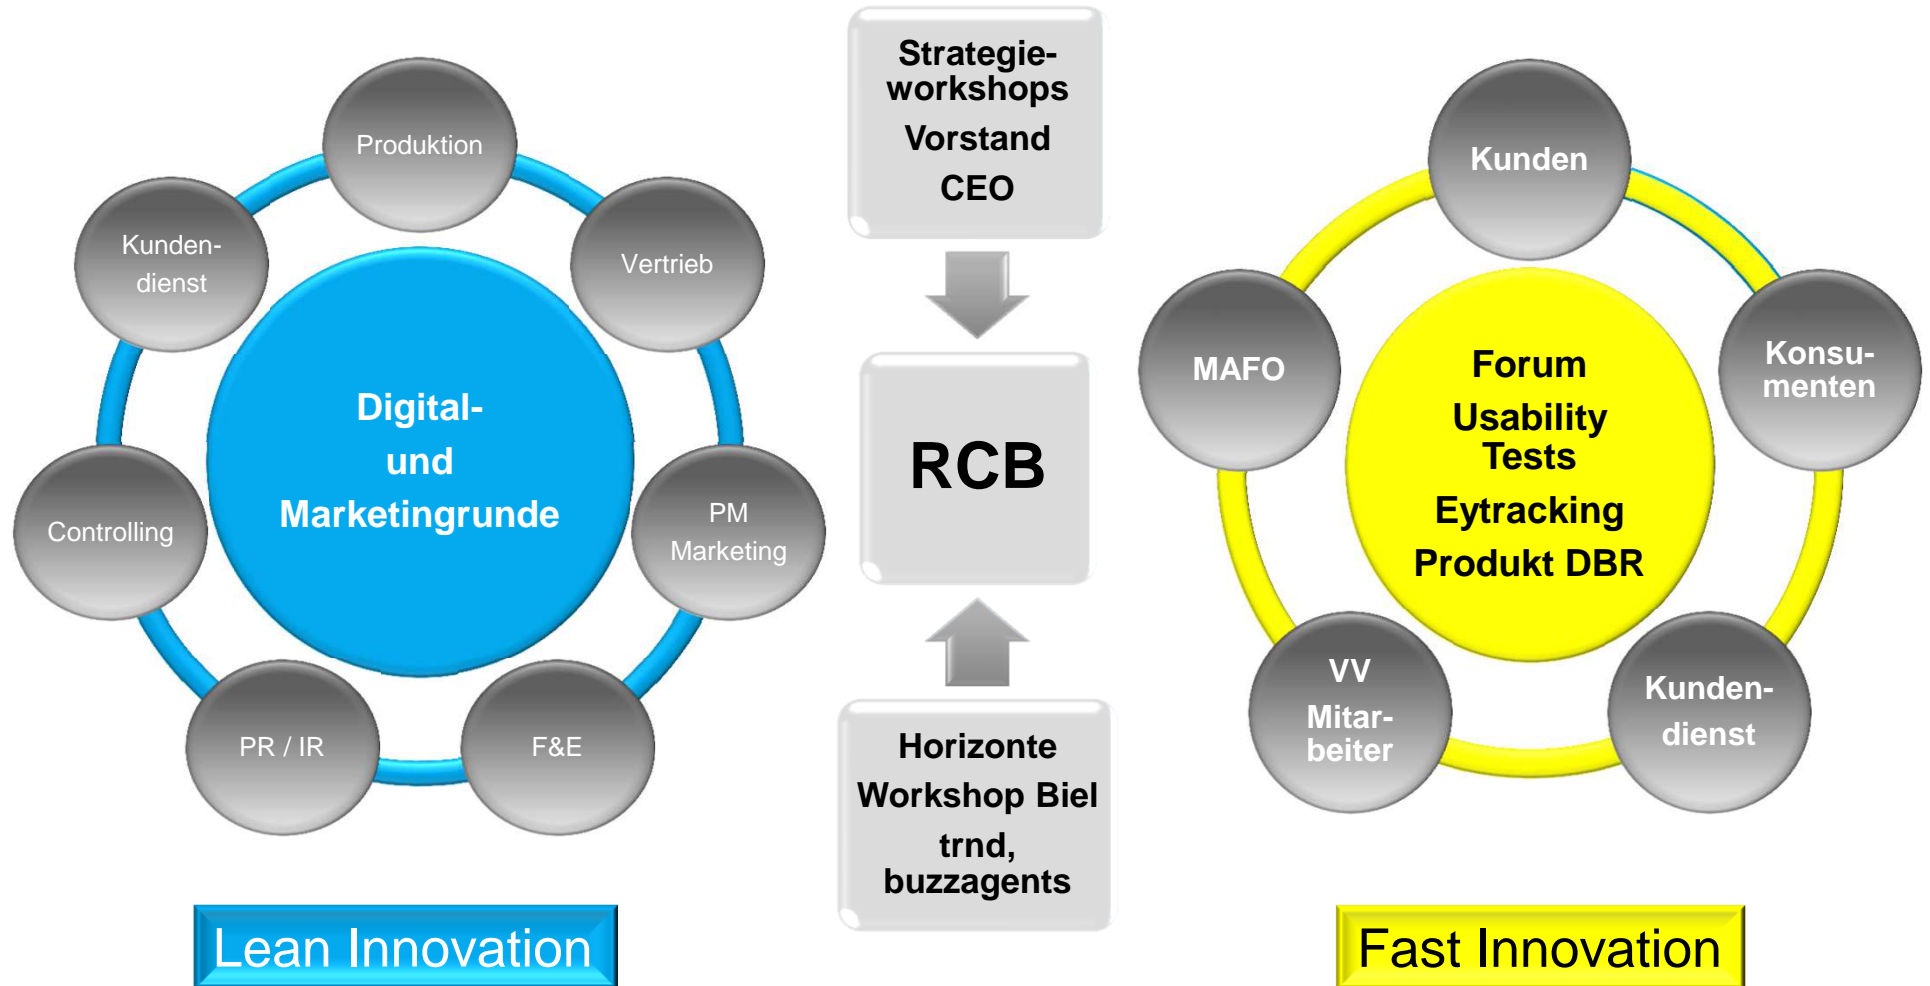 Produktion
Kunden-
dienst
Vertrieb
Digital-
und
Marketingrunde
Controlling
PM
Marketing
PR / IR
F&E
Lean Innovation
Strategie-
workshops
Vorstand
CEO
RCB
Horizonte
Workshop Biel
trnd,
buzzagents
Kunden
MAFO
Konsu-
menten
Forum
Usability
Tests
Eytracking
Produkt DBR
VV
Mitar-
beiter
Kunden-
dienst
Fast Innovation